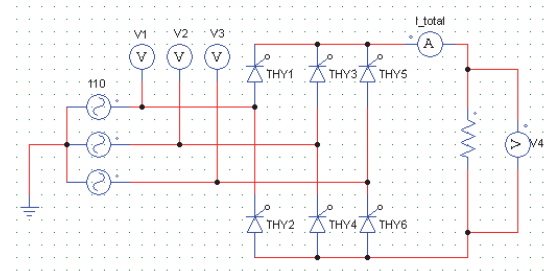 I_total
V1 V2 V3
V V V
A
THY1 THY3 THY5
110
V V4
THY2 THY4 THY6